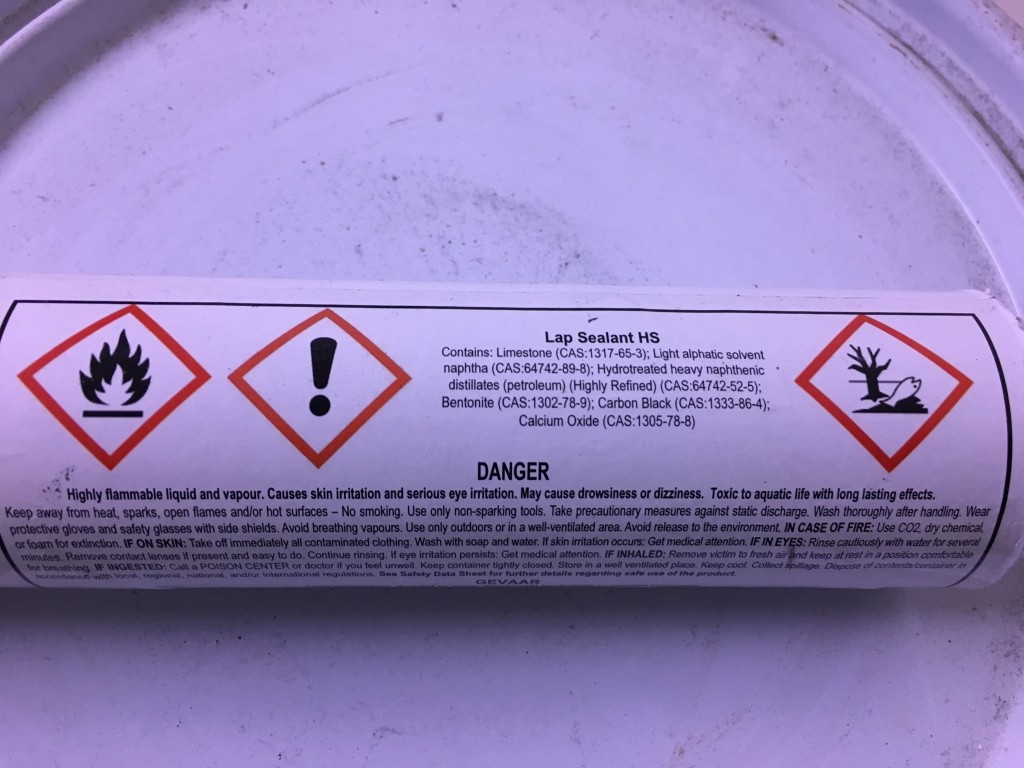 Lap Sealant HS
Contains: Limestone (CAS:1317-65-3); Light alphatic solvent
naphtha (CAS:64742-89-8); Hydrotreated heavy naphthenic
distillates (petroleum) (Highly Refined) (CAS:64742-52-5);
Bentonite (CAS:1302-78-9); Carbon Black (CAS:1333-86-4);
Calcium Oxide (CAS:1305-78-8)
DANGER
Highly flammable liquid and vapour. Causes skin irritation and serious eye irritation. May cause drowsiness or dizziness. Toxic to aquatic life with long lasting effects.
Keep away from heat, sparks, open flames and/or hot surfaces – No smoking. Use only non-sparking tools. Take precautionary measures against static discharge. Wash thoroughly after handling. Wear
protective gloves and safety glasses with side shields. Avoid breathing vapours. Use only outdoors or in a well-ventilated area. Avoid release to the environment. IN CASE OF FIRE: Use CO2, dry chemical,
or foam for extinction. IF ON SKIN: Take off immediately all contaminated clothing. Wash with soap and water. If skin irritation occurs: Get medical attention. IF IN EYES: Rinse cautiously with water for several
minutes. Remove contact lenses if present and easy to do. Continue rinsing. If eye irritation persists: Get medical attention. IF INHALED: Remove victim to fresh air and keep at rest in a position comfortable
for breathing. IF INGESTED: Call a POISON CENTER or doctor if you feel unwell. Keep container tightly closed. Store in a well ventilated place. Keep cool. Collect spillage. Dispose of contents/container in
accordance with local, regional, national, and/or international regulations. See Safety Data Sheet for further details regarding safe use of the product.
GEVAAR